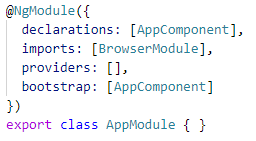 @NgModule({
  declarations: [AppComponent],
  imports: [BrowserModule],
  providers: [],
  bootstrap: [AppComponent]
})
export class AppModule { }